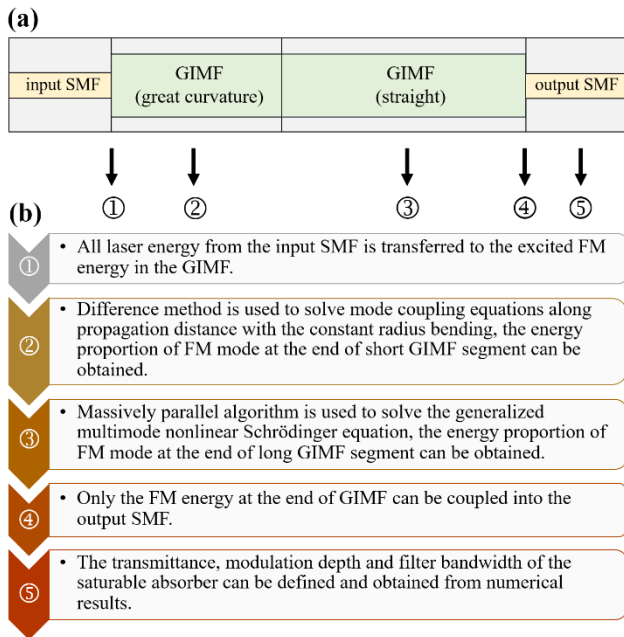 (a)
input SMF
GIMF
(great curvature)
GIMF
(straight)
output SMF
① ② ③ ④ ⑤
(b)
①
• All laser energy from the input SMF is transferred to the excited FM
energy in the GIMF.
②
• Difference method is used to solve mode coupling equations along
propagation distance with the constant radius bending, the energy
proportion of FM mode at the end of short GIMF segment can be
obtained.
③
• Massively parallel algorithm is used to solve the generalized
multimode nonlinear Schrödinger equation, the energy proportion of
FM mode at the end of long GIMF segment can be obtained.
④
• Only the FM energy at the end of GIMF can be coupled into the
output SMF.
⑤
• The transmittance, modulation depth and filter bandwidth of the
saturable absorber can be defined and obtained from numerical
results.